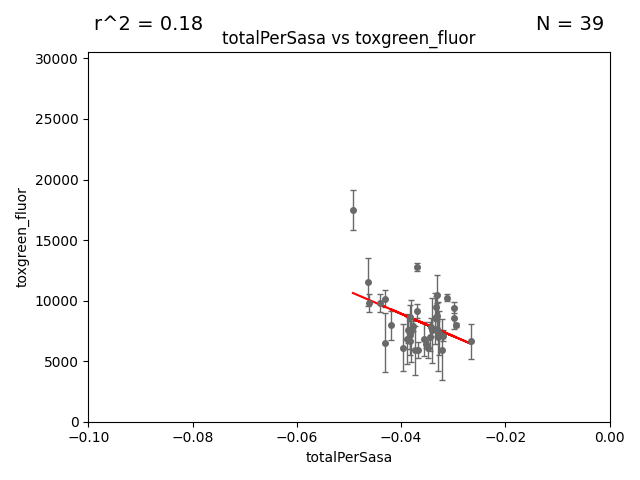 r^2 = 0.18
N = 39
totalPerSasa vs toxgreen_fluor
30000
25000
20000
15000
10000
5000
0
toxgreen_fluor
−0.10
−0.08
−0.06
−0.04
−0.02
0.00
totalPerSasa